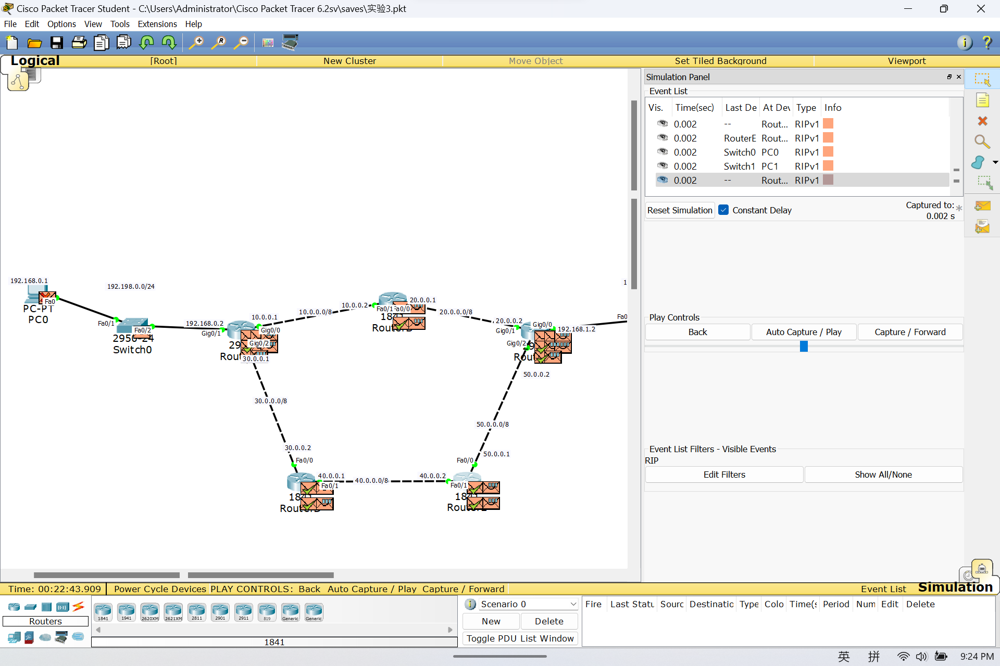 Cisco Packet Tracer Student - C:\Users\Administrator\Cisco Packet Tracer 6.2sv\saves\实验3.pkt
File Edit Options View Tools Extensions Help
Logical [Root] New Cluster Move Object Set Tiled Background Viewport
Simulation Panel
Event List
Vis. Time(sec) Last De At Dev Type Info
0.002 -- Rout... RIPv1
0.002 RouterE Rout... RIPv1
0.002 Switch0 PC0 RIPv1
0.002 Switch1 PC1 RIPv1
0.002 -- Rout... RIPv1
Reset Simulation Constant Delay Captured to: *
0.002 s
192.168.0.1
192.198.0.0/24
Fa0
PC-PT
PC0
Fa0/1
Fa0/2
2950-24
Switch0
192.168.0.2
Gig0/1
10.0.0.1
Gig0/0
Gig0/2
29
Rout
30.0.0.1
10.0.0.0/8
10.0.0.2
Fa0/1
Fa0/0
20.0.0.1
1841
20.0.0.0/8
20.0.0.2
Gig0/1
Gig0/0
192.168.1.2
Gig0/2
Rout
50.0.0.2
1
Fa0
30.0.0.0/8
30.0.0.2
Fa0/0
40.0.0.1
Fa0/1
40.0.0.0/8
40.0.0.2
Fa0/1
50.0.0.0/8
50.0.0.1
Fa0/0
Play Controls
Back Auto Capture / Play Capture / Forward
Event List Filters - Visible Events
RIP
Edit Filters Show All/None
Time: 00:22:43.909 Power Cycle Devices PLAY CONTROLS: Back Auto Capture / Play Capture / Forward Event List Simulation
Routers
1841 1941 2620XM 2621XM 2811 2901 2911 819 Generic Generic
1841
Scenario 0
New Delete
Toggle PDU List Window
Fire Last Statu Sourc Destinatic Type Colo Time(s Period Num Edit Delete
英 拼 9:24 PM